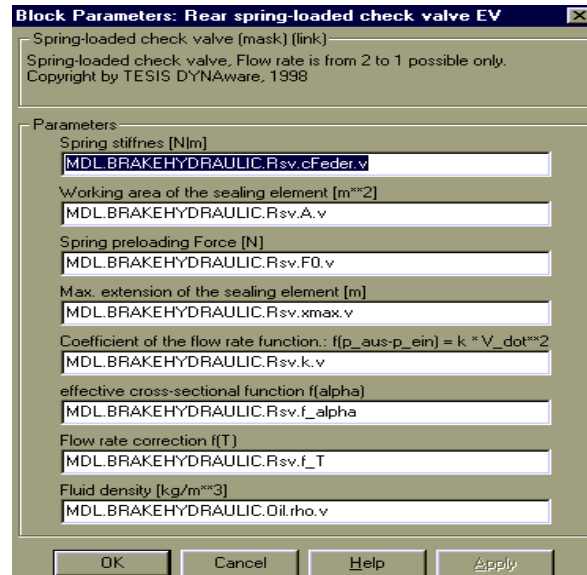 Block Parameters: Rear spring-loaded check valve EV
Spring-loaded check valve (mask) (link)
Spring-loaded check valve, Flow rate is from 2 to 1 possible only.
Copyright by TESIS DYNAware, 1998
Parameters
Spring stiffnes [N|m]
MDL.BRAKEHYDRAULIC.Rsv.cFeder.v
Working area of the sealing element [m**2]
MDL.BRAKEHYDRAULIC.Rsv.A.v
Spring preloading Force [N]
MDL.BRAKEHYDRAULIC.Rsv.F0.v
Max. extension of the sealing element [m]
MDL.BRAKEHYDRAULIC.Rsv.xmax.v
Coefficient of the flow rate function.: f(p_aus-p_ein) = k * V_dot**2
MDL.BRAKEHYDRAULIC.Rsv.k.v
effective cross-sectional function f(alpha)
MDL.BRAKEHYDRAULIC.Rsv.f_alpha
Flow rate correction f(T)
MDL.BRAKEHYDRAULIC.Rsv.f_T
Fluid density [kg/m**3]
MDL.BRAKEHYDRAULIC.Oil.rho.v
OK Cancel Help Apply